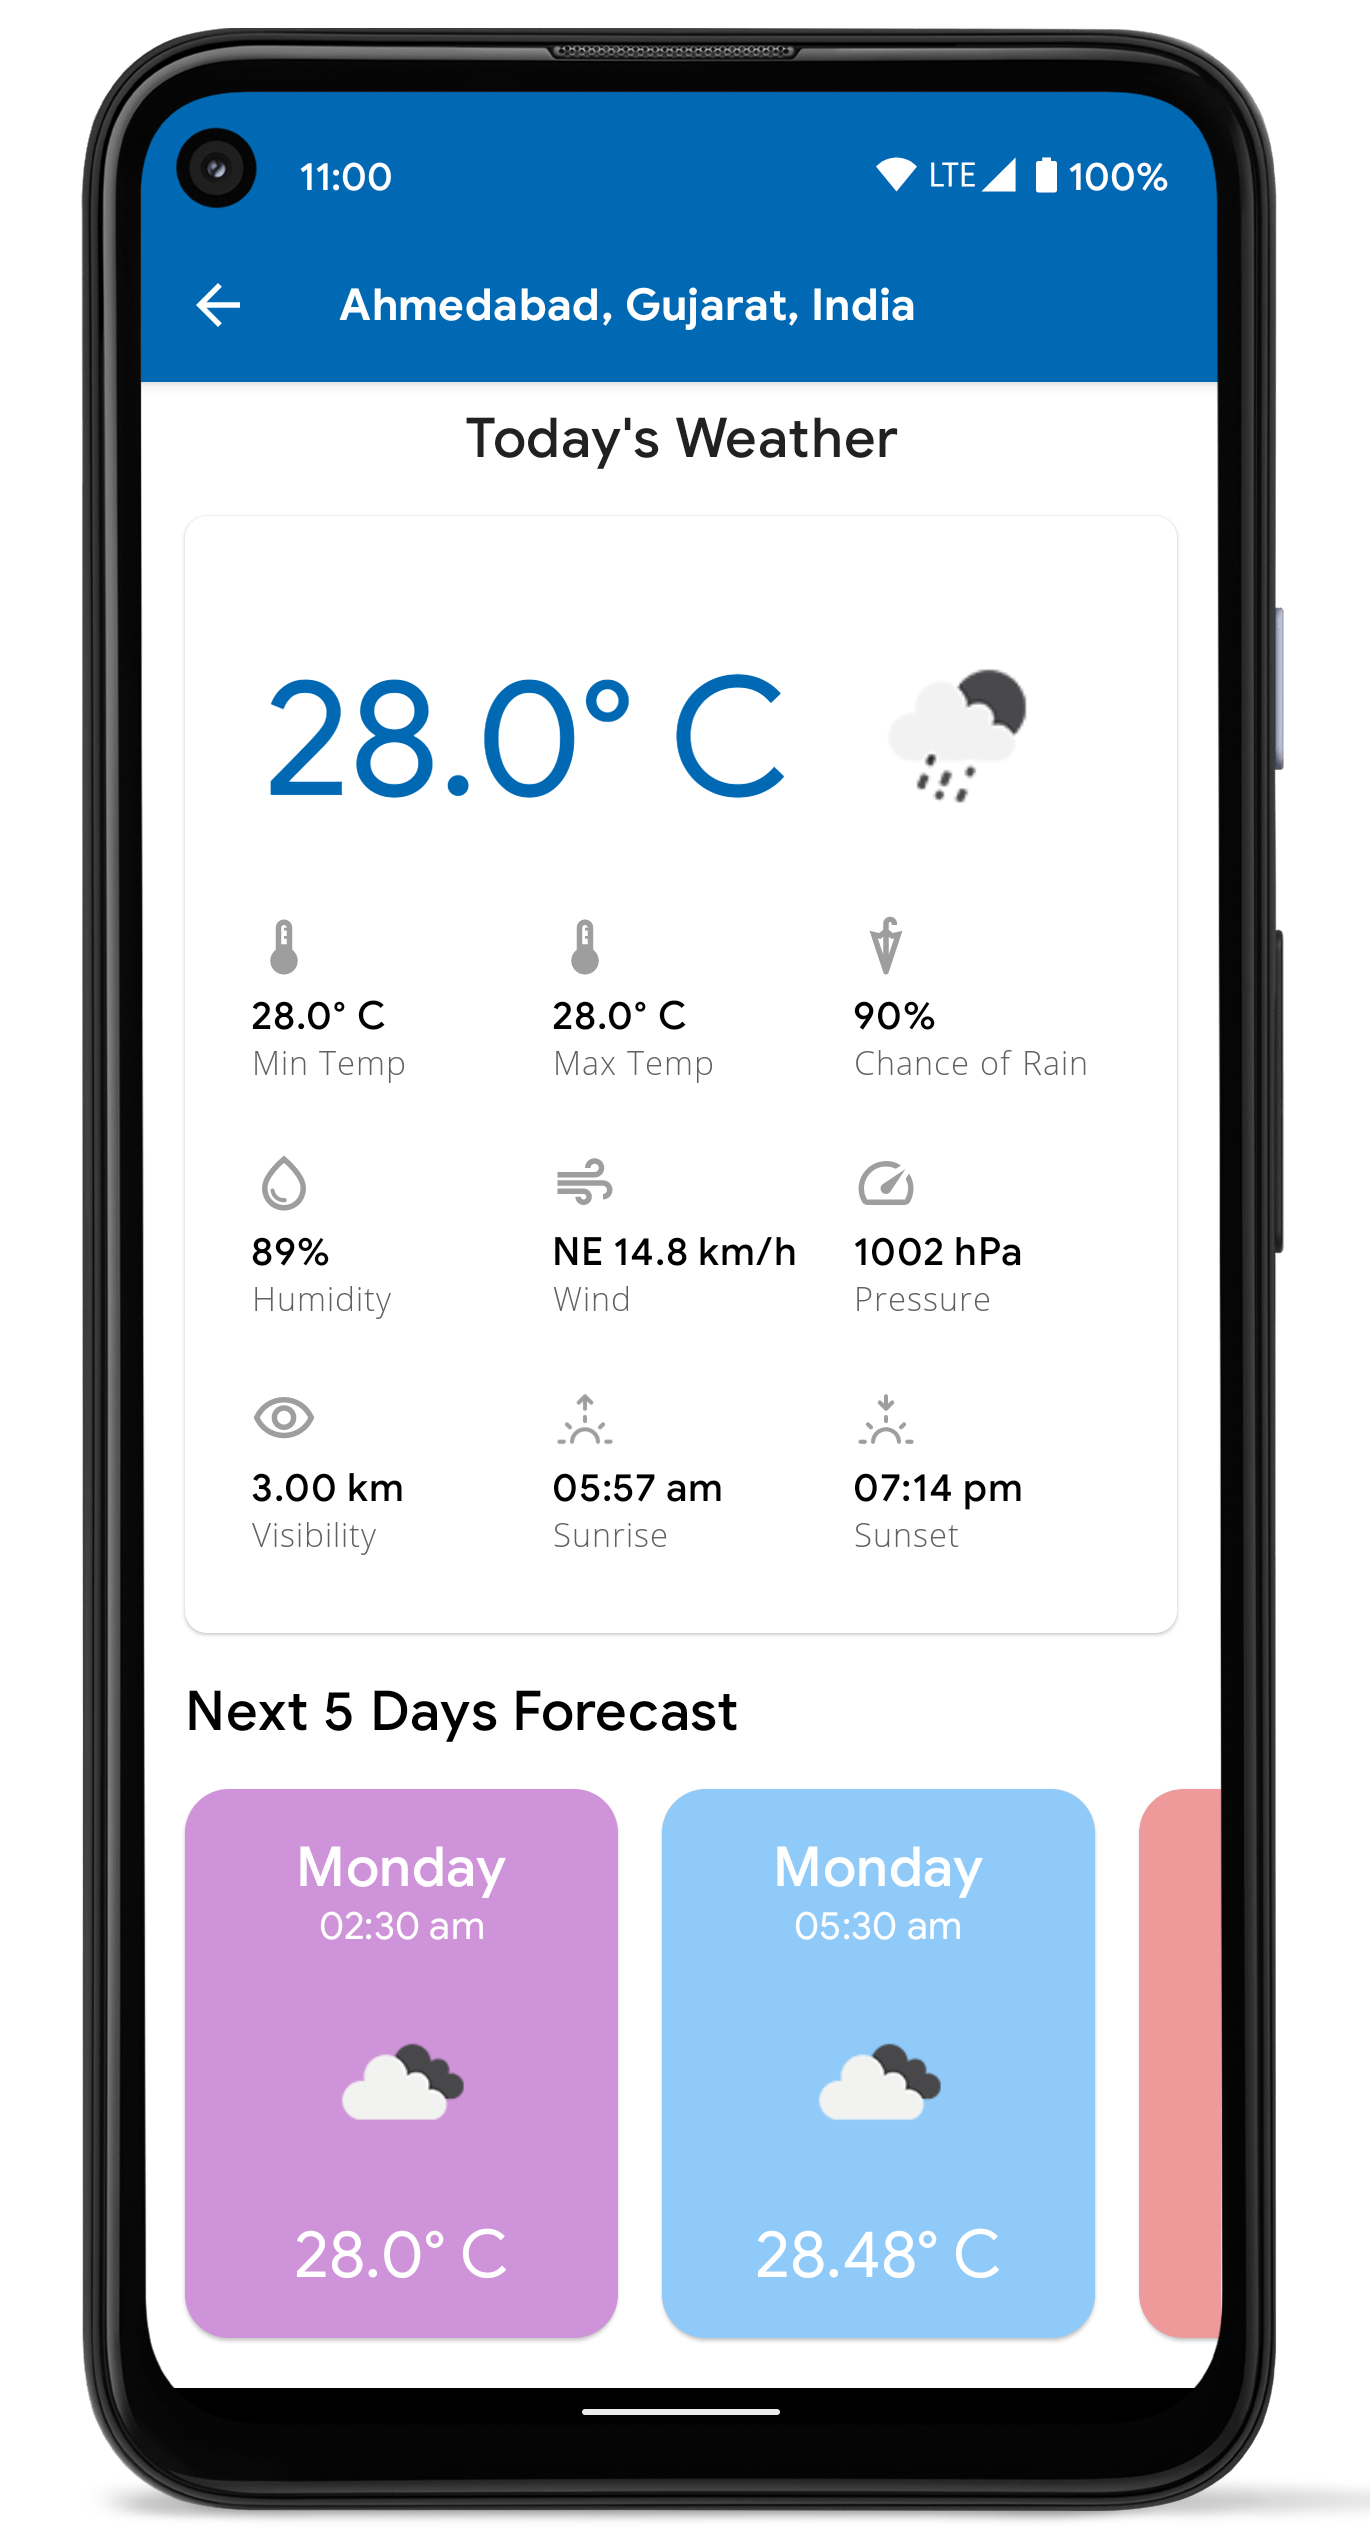 11:00 LTE 100%
Ahmedabad, Gujarat, India
Today's Weather
28.0° C
28.0° C 28.0° C 90%
Min Temp Max Temp Chance of Rain
89% NE 14.8 km/h 1002 hPa
Humidity Wind Pressure
3.00 km 05:57 am 07:14 pm
Visibility Sunrise Sunset
Next 5 Days Forecast
Monday Monday
02:30 am 05:30 am
28.0° C 28.48° C